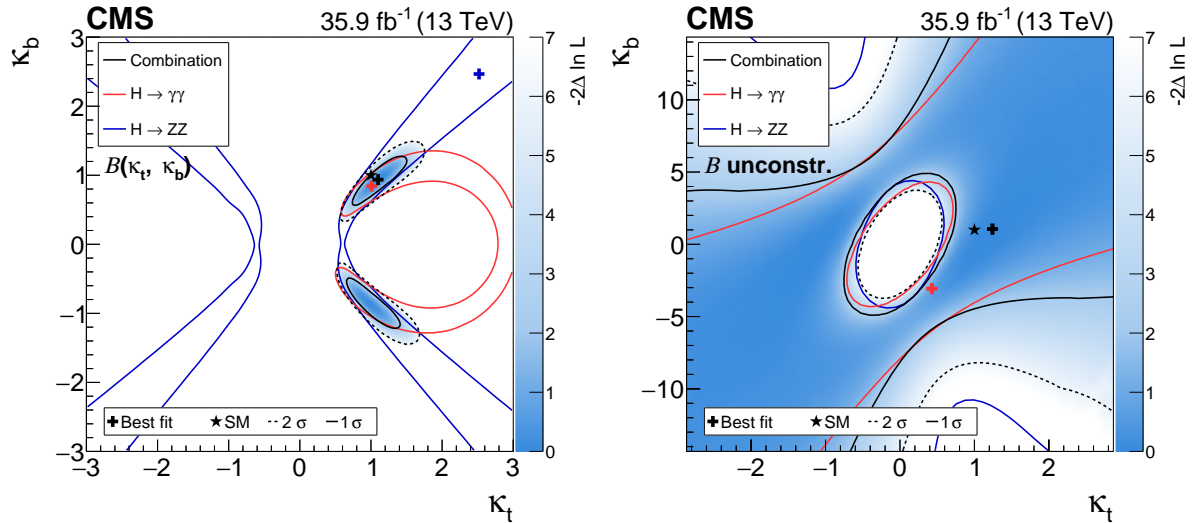 CMS 35.9 fb⁻¹ (13 TeV)
κb
3
2
1
0
−1
−2
−3
Combination
H → γγ
H → ZZ
B(κt, κb)
Best fit SM 2 σ 1 σ
−3 −2 −1 0 1 2 3
κt
7
6
5
4
3
2
1
0
-2Δ ln L
CMS 35.9 fb⁻¹ (13 TeV)
κb
10
5
0
−5
−10
Combination
H → γγ
H → ZZ
B unconstr.
Best fit SM 2 σ 1 σ
−2 0 2
κt
7
6
5
4
3
2
1
0
-2Δ ln L